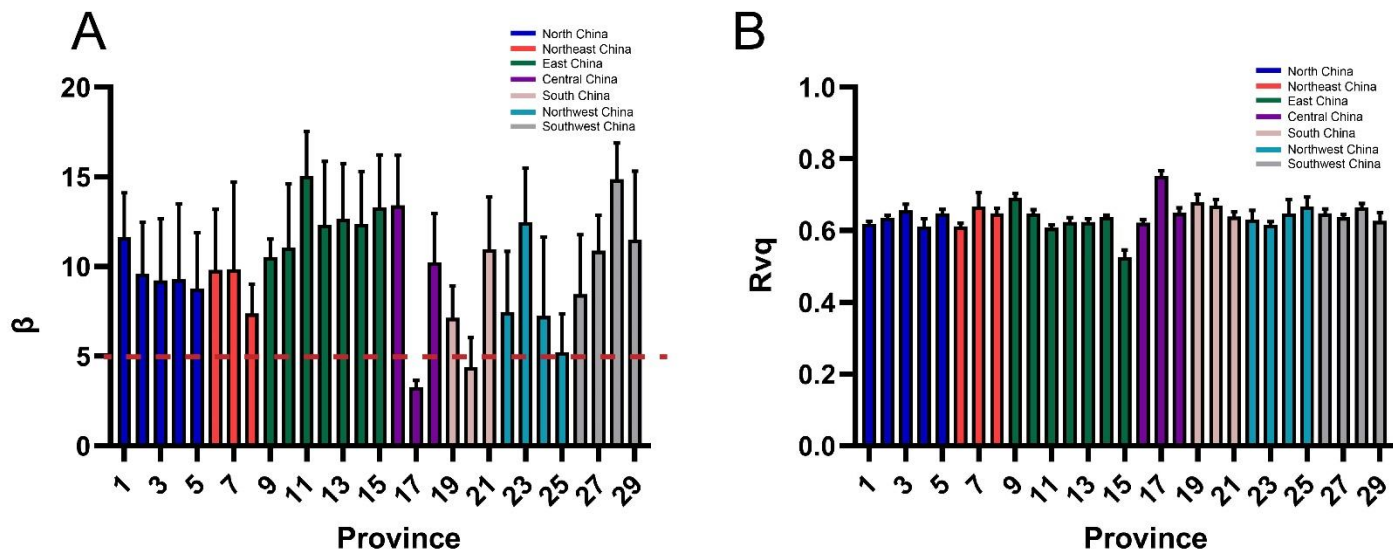 A
North China
Northeast China
East China
Central China
South China
Northwest China
Southwest China
20
15
10
5
0
β
1 3 5 7 9 11 13 15 17 19 21 23 25 27 29
Province
B
North China
Northeast China
East China
Central China
South China
Northwest China
Southwest China
1.0
0.8
0.6
0.4
0.2
0.0
Rvq
1 3 5 7 9 11 13 15 17 19 21 23 25 27 29
Province